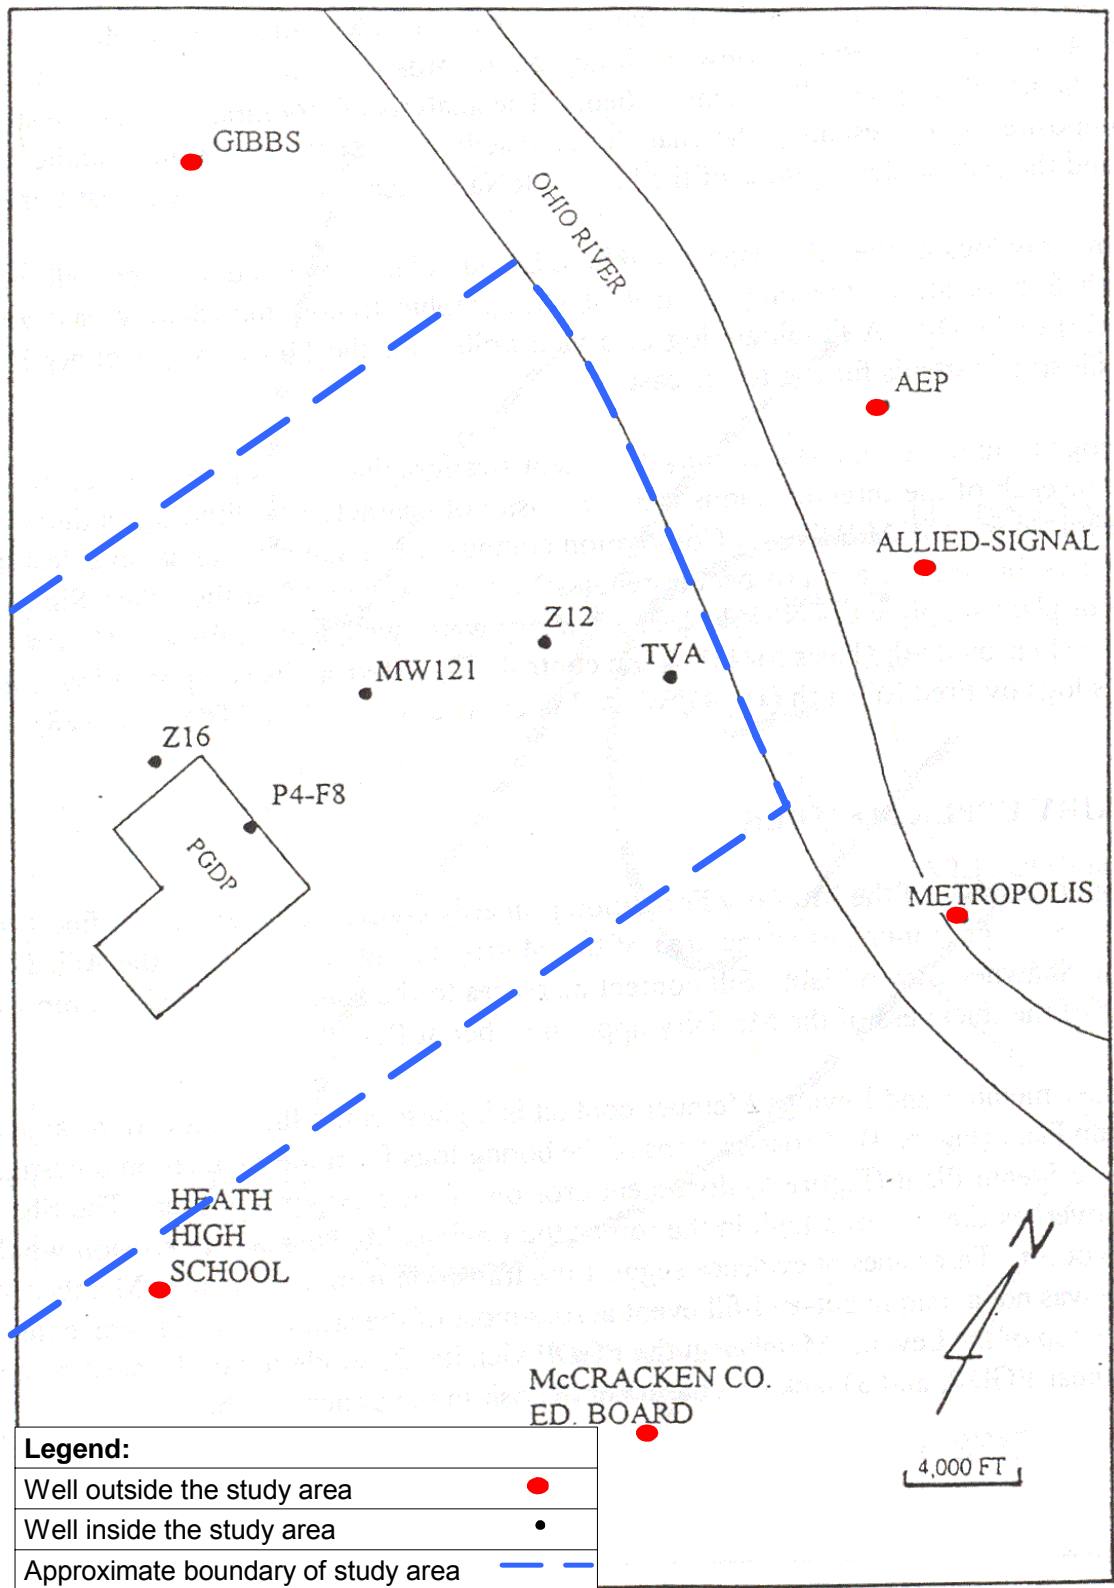 GIBBS
OHIO RIVER
AEP
ALLIED-SIGNAL
Z12
TVA
MW121
Z16
P4-F8
PGDP
METROPOLIS
HEATH
HIGH
SCHOOL
N
McCRACKEN CO.
ED. BOARD
4,000 FT
Legend:
Well outside the study area
Well inside the study area
Approximate boundary of study area